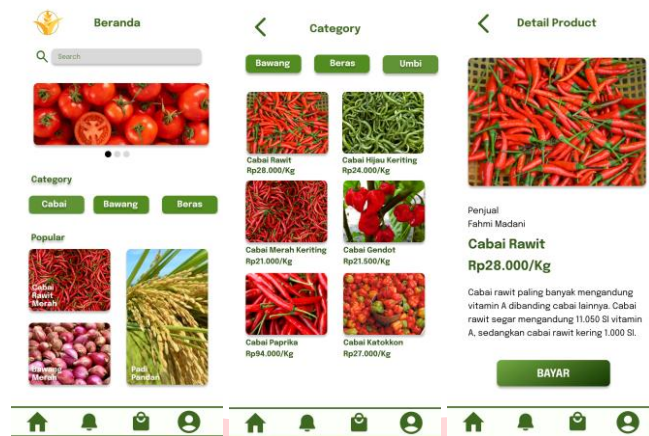 Beranda
Search
Category
Cabai
Bawang
Beras
Popular
Cabai
Rawit
Merah
Bawang
Merah
Padi
Pandan
Category
Bawang
Beras
Umbi
Cabai Rawit
Rp28.000/Kg
Cabai Hijau Keriting
Rp24.000/Kg
Cabai Merah Keriting
Rp21.000/Kg
Cabai Gendot
Rp21.500/Kg
Cabai Paprika
Rp94.000/Kg
Cabai Katokkon
Rp27.000/Kg
Detail Product
Penjual
Fahmi Madani
Cabai Rawit
Rp28.000/Kg
Cabai rawit paling banyak mengandung
vitamin A dibanding cabai lainnya. Cabai
rawit segar mengandung 11.050 SI vitamin
A, sedangkan cabai rawit kering 1.000 SI.
BAYAR